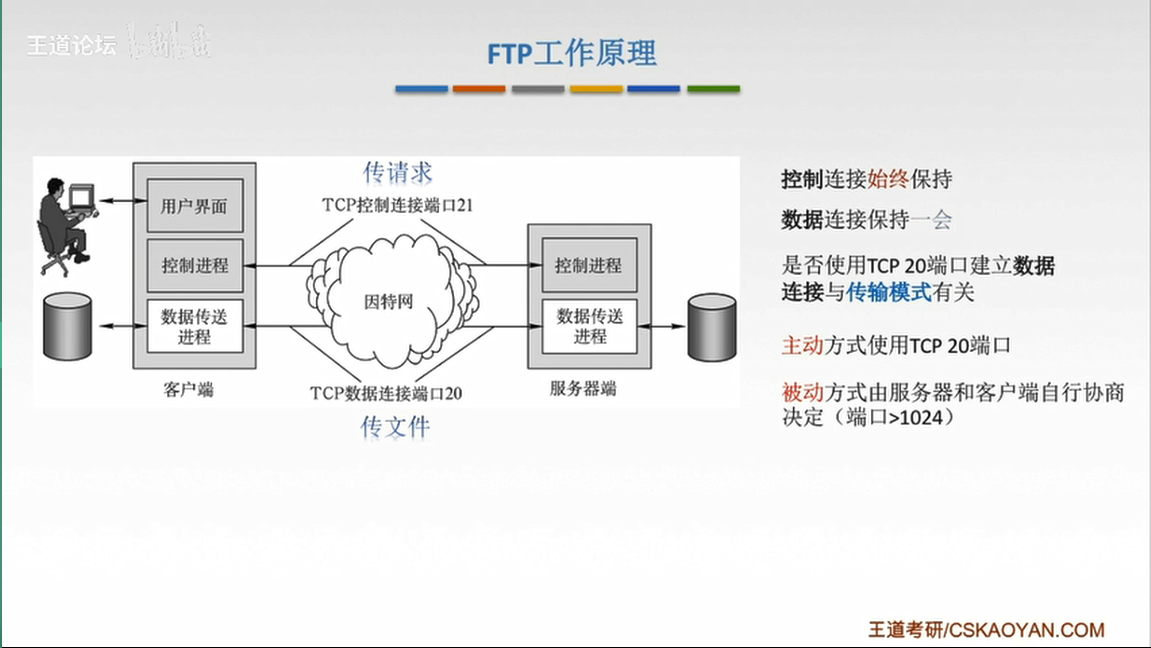 王道论坛
FTP工作原理
传请求
TCP控制连接端口21
用户界面
控制进程
数据传送
进程
客户端
因特网
控制进程
数据传送
进程
服务器端
TCP数据连接端口20
传文件
控制连接始终保持
数据连接保持一会
是否使用TCP 20端口建立数据
连接与传输模式有关
主动方式使用TCP 20端口
被动方式由服务器和客户端自行协商
决定（端口>1024）
王道考研/CSKAOYAN.COM